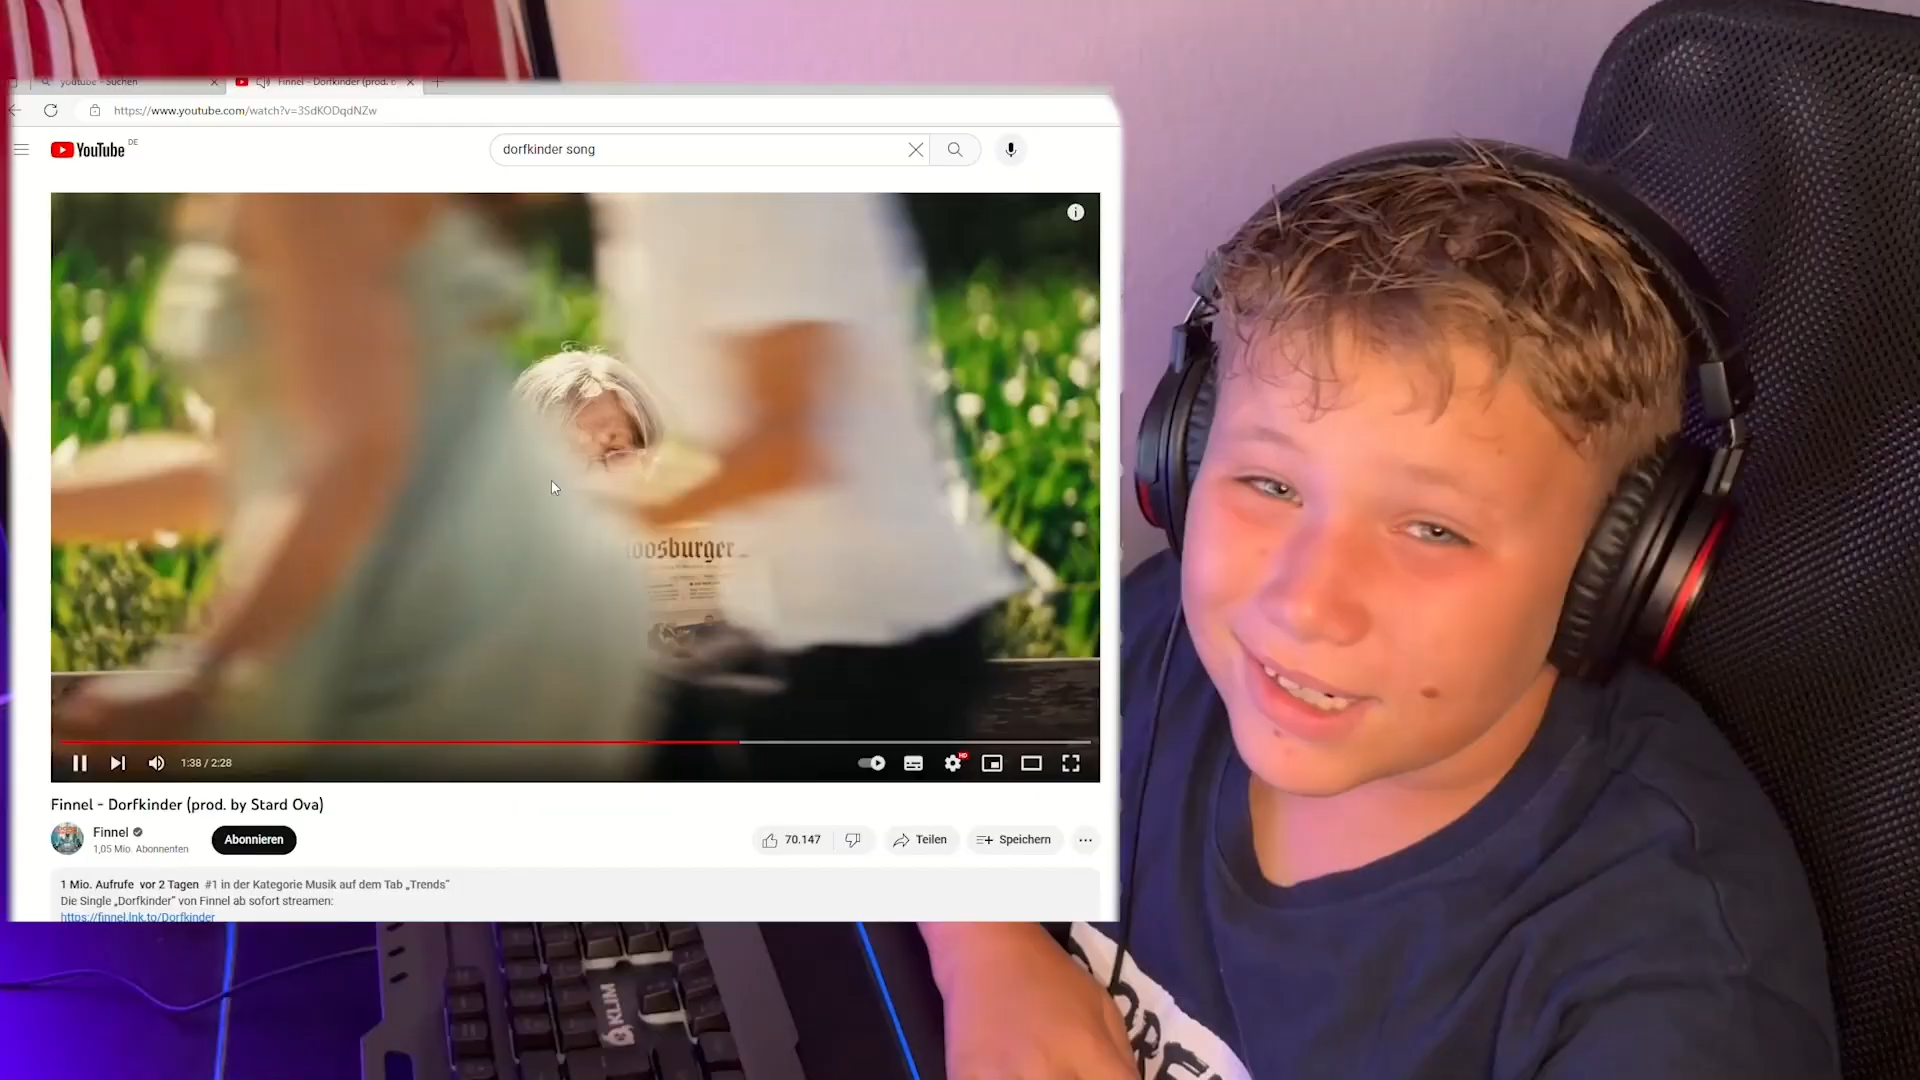 youtube - Suchen
Finnel - Dorfkinder (prod. b
https://www.youtube.com/watch?v=3SdKODqdNZw
YouTube DE
dorfkinder song
oosburger
HD
1:38 / 2:28
Finnel - Dorfkinder (prod. by Stard Ova)
Finnel
1,05 Mio. Abonnenten
Abonnieren
70.147
Teilen
Speichern
1 Mio. Aufrufe vor 2 Tagen #1 in der Kategorie Musik auf dem Tab „Trends"
Die Single „Dorfkinder" von Finnel ab sofort streamen:
https://finnel.lnk.to/Dorfkinder
KLIM